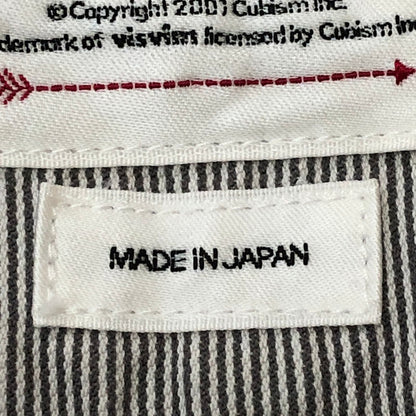 ©Copyright 2001 Cubism Inc.
demark of visvim licensed by Cubism Inc
MADE IN JAPAN